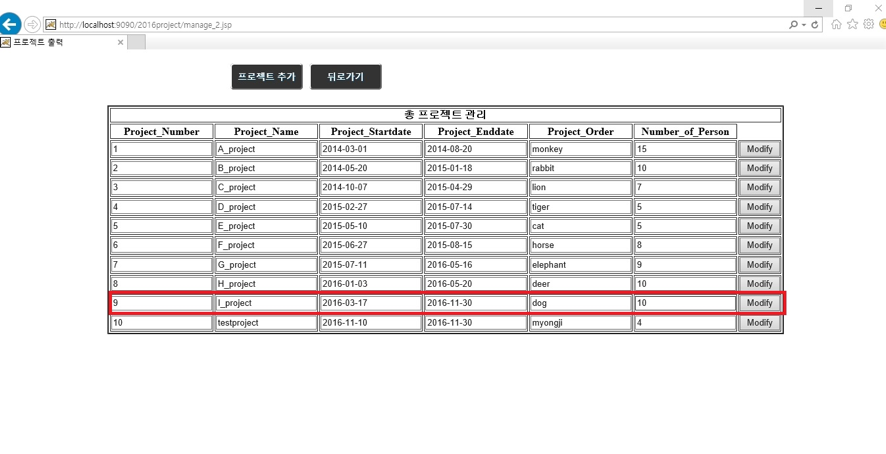 http://localhost:9090/2016project/manage_2.jsp
프로젝트 출력
프로젝트 추가 뒤로가기
총 프로젝트 관리
Project_Number Project_Name Project_Startdate Project_Enddate Project_Order Number_of_Person
1 A_project 2014-03-01 2014-08-20 monkey 15 Modify
2 B_project 2014-05-20 2015-01-18 rabbit 10 Modify
3 C_project 2014-10-07 2015-04-29 lion 7 Modify
4 D_project 2015-02-27 2015-07-14 tiger 5 Modify
5 E_project 2015-05-10 2015-07-30 cat 5 Modify
6 F_project 2015-06-27 2015-08-15 horse 8 Modify
7 G_project 2015-07-11 2016-05-16 elephant 9 Modify
8 H_project 2016-01-03 2016-05-20 deer 10 Modify
9 I_project 2016-03-17 2016-11-30 dog 10 Modify
10 testproject 2016-11-10 2016-11-30 myongji 4 Modify